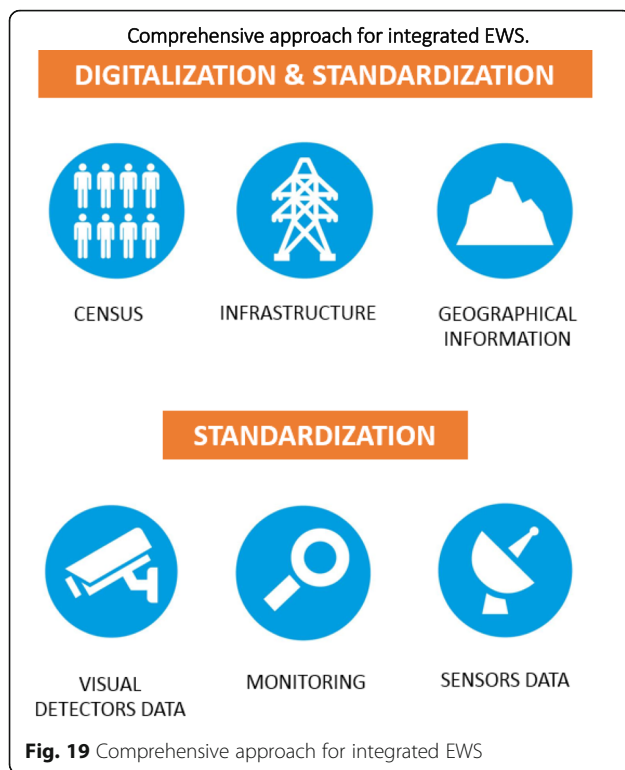 Comprehensive approach for integrated EWS.
DIGITALIZATION & STANDARDIZATION
CENSUS
INFRASTRUCTURE
GEOGRAPHICAL
INFORMATION
STANDARDIZATION
VISUAL
DETECTORS DATA
MONITORING
SENSORS DATA
Fig. 19 Comprehensive approach for integrated EWS